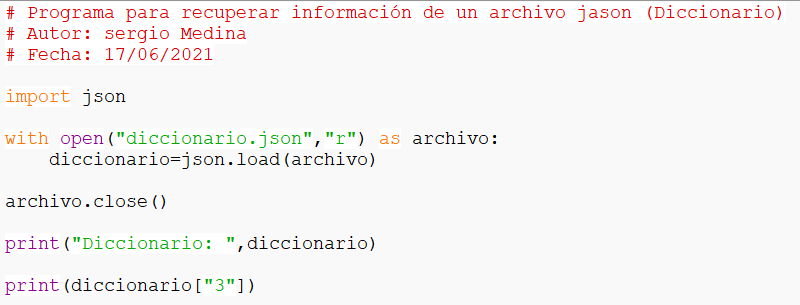 # Programa para recuperar información de un archivo jason (Diccionario)
# Autor: sergio Medina
# Fecha: 17/06/2021
import json
with open("diccionario.json","r") as archivo:
    diccionario=json.load(archivo)
archivo.close()
print("Diccionario: ",diccionario)
print(diccionario["3"])